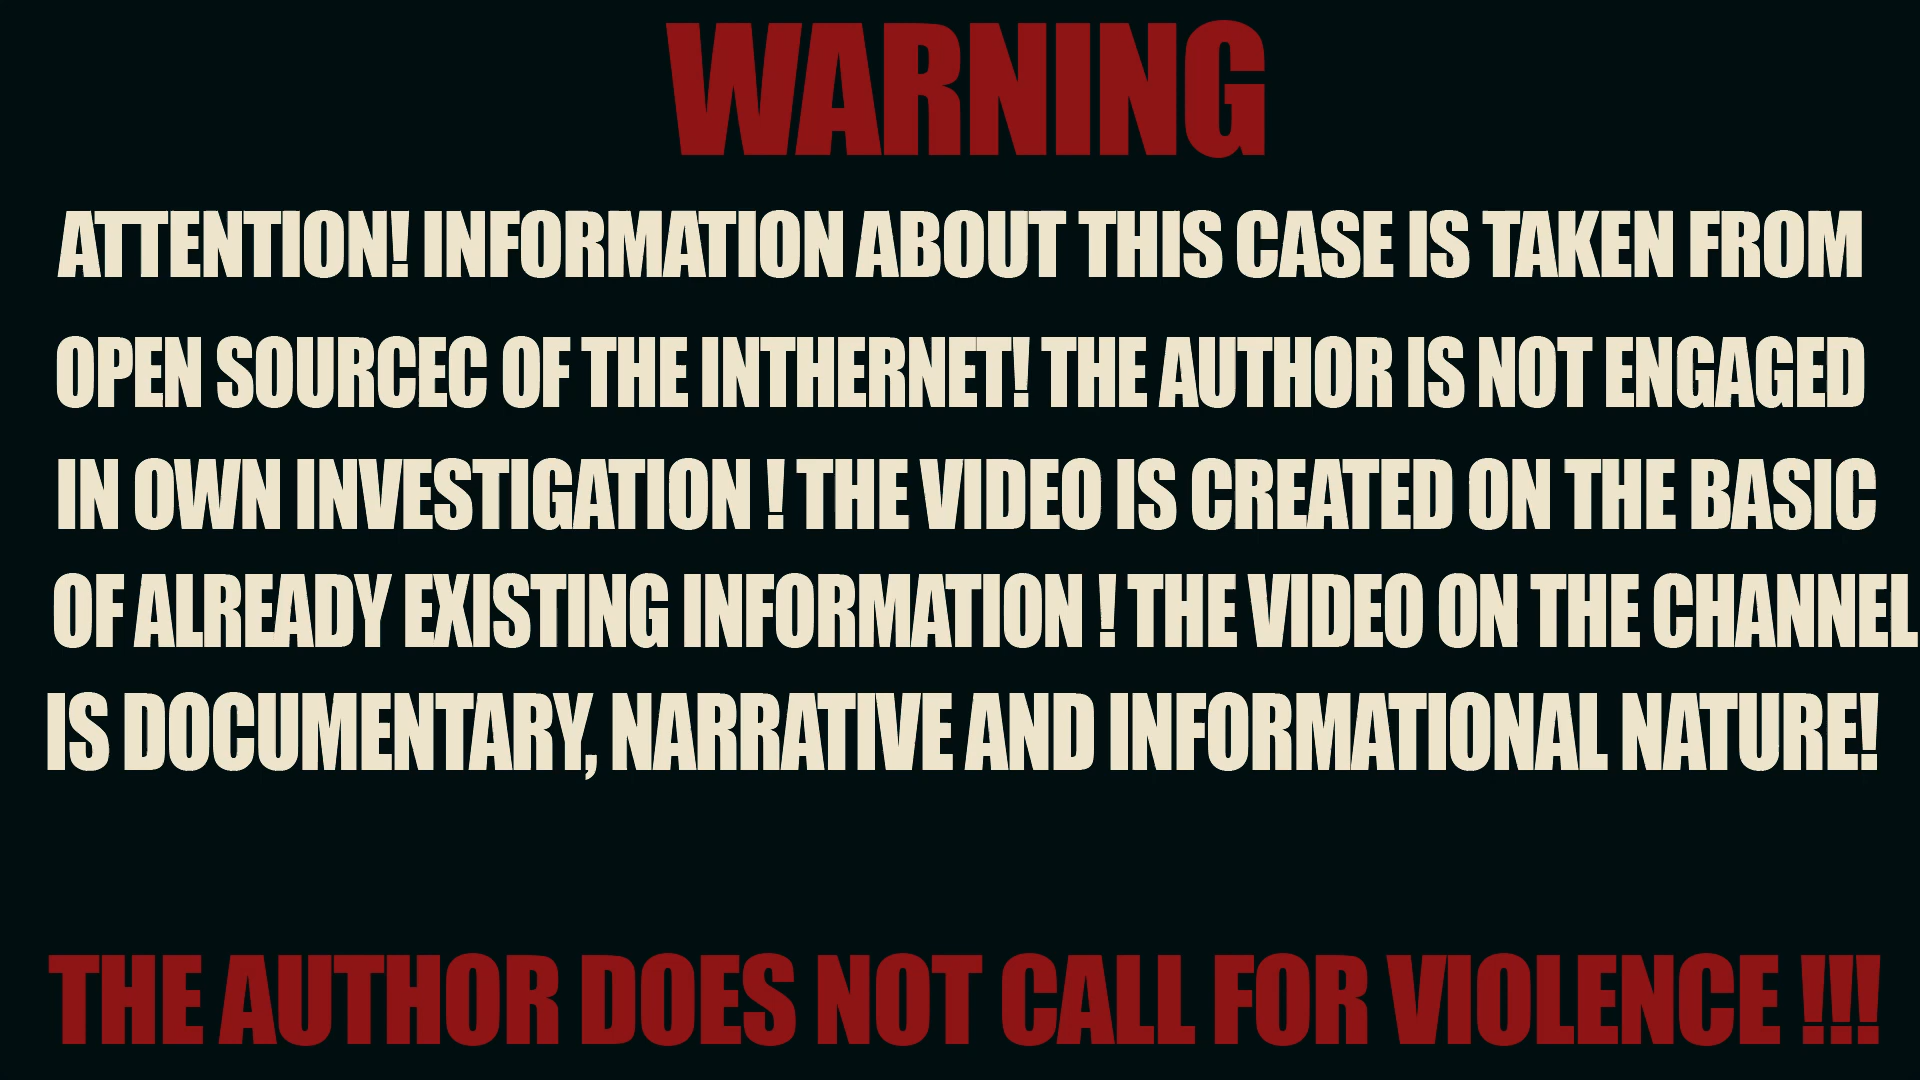 WARNING
ATTENTION! INFORMATION ABOUT THIS CASE IS TAKEN FROM
OPEN SOURCEC OF THE INTHERNET! THE AUTHOR IS NOT ENGAGED
IN OWN INVESTIGATION ! THE VIDEO IS CREATED ON THE BASIC
OF ALREADY EXISTING INFORMATION ! THE VIDEO ON THE CHANNEL
IS DOCUMENTARY, NARRATIVE AND INFORMATIONAL NATURE!
THE AUTHOR DOES NOT CALL FOR VIOLENCE !!!